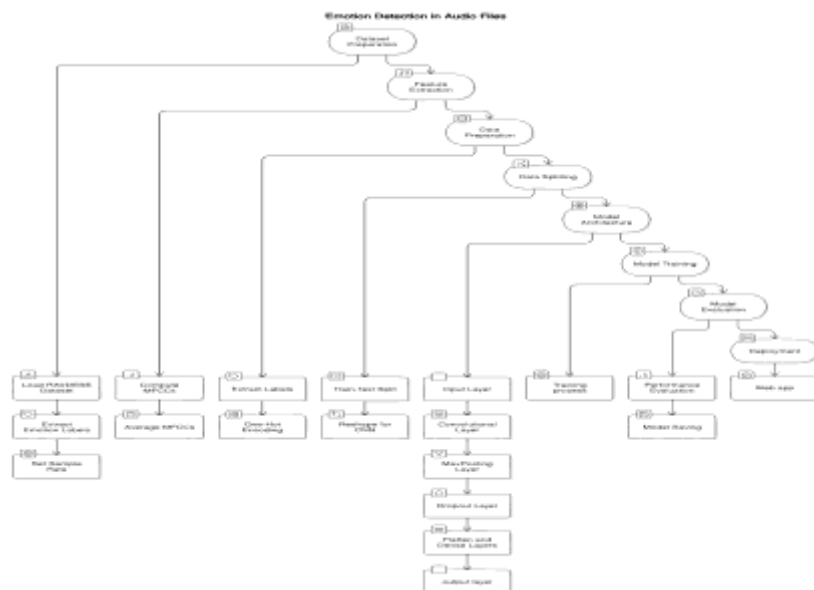 Emotion Detection in Audio Files
Dataset
Preparation
Feature
Extraction
Data
Preparation
Data Splitting
Model
Architecture
Model Training
Model
Evaluation
Deployment
Load RAVDESS
Dataset
Compute
MFCCs
Extract Labels
Train-Test Split
Input Layer
Training
process
Performance
Evaluation
Web app
Extract
Emotion Labels
Average MFCCs
One-Hot
Encoding
Reshape for
CNN
Convolutional
Layer
Model Saving
Set Sample
Rate
MaxPooling
Layer
Dropout Layer
Flatten and
Dense Layers
output layer